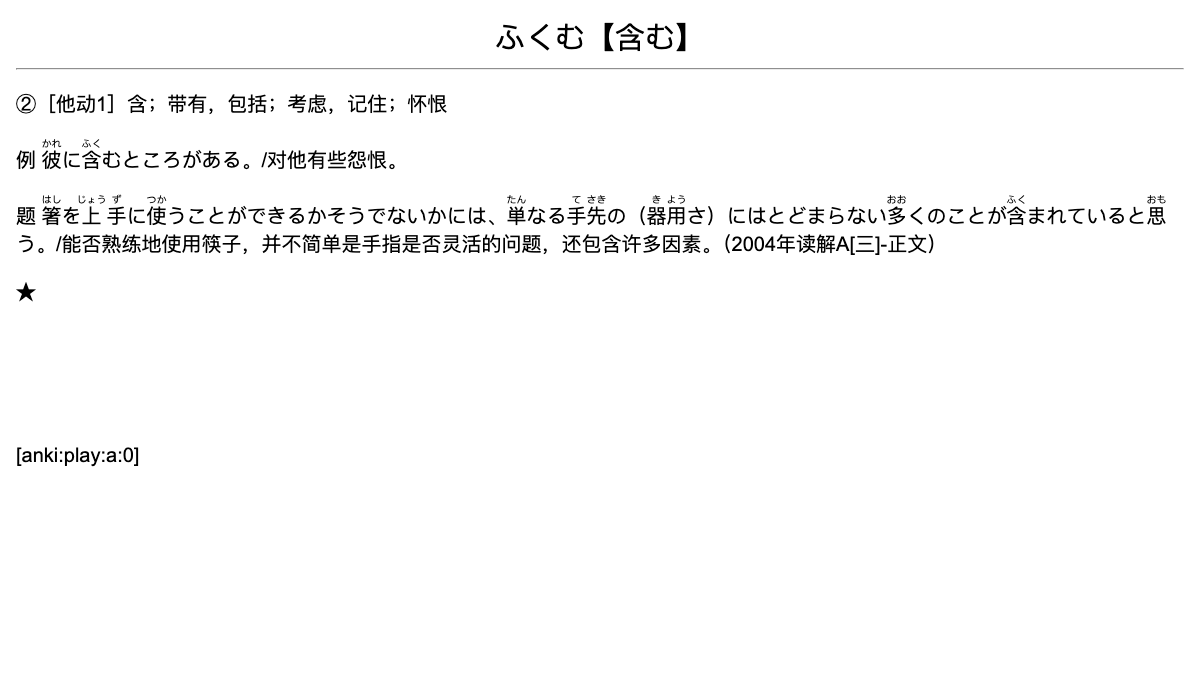 ふくむ【含む】
②［他动1］含；带有，包括；考虑，记住；怀恨
かれ ふく
例 彼に含むところがある。/对他有些怨恨。
はし じょう ず つか たん て さき き よう おお ふく おも
题 箸を上手に使うことができるかそうでないかには、単なる手先の（器用さ）にはとどまらない多くのことが含まれていると思
う。/能否熟练地使用筷子，并不简单是手指是否灵活的问题，还包含许多因素。（2004年读解A[三]-正文）
★
[anki:play:a:0]